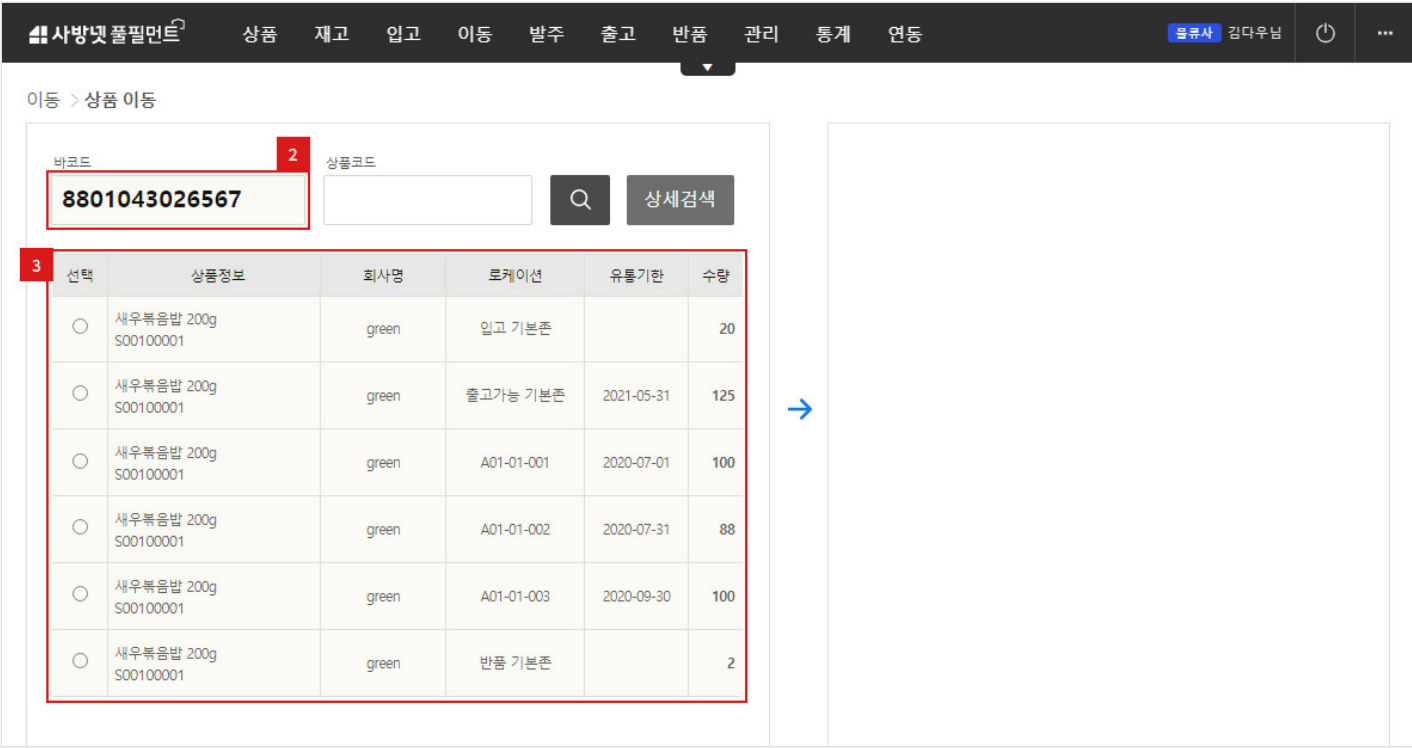 사방넷 풀필먼트 상품 재고 입고 이동 발주 출고 반품 관리 통계 연동 물류사 김다우님 ...
▼
이동 > 상품 이동
바코드 2 상품코드
8801043026567 상세검색
3 선택 상품정보 회사명 로케이션 유통기한 수량
새우볶음밥 200g
S00100001 green 입고 기본존 20
새우볶음밥 200g
S00100001 green 출고가능 기본존 2021-05-31 125
새우볶음밥 200g
S00100001 green A01-01-001 2020-07-01 100
새우볶음밥 200g
S00100001 green A01-01-002 2020-07-31 88
새우볶음밥 200g
S00100001 green A01-01-003 2020-09-30 100
새우볶음밥 200g
S00100001 green 반품 기본존 2